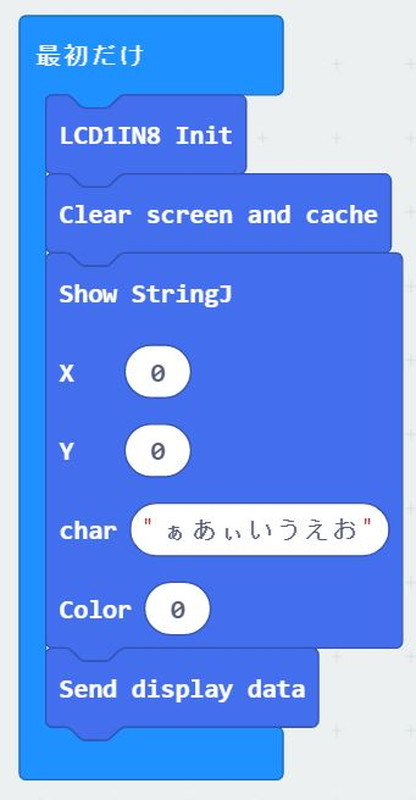 最初だけ
LCD1IN8 Init
Clear screen and cache
Show StringJ
X 0
Y 0
char "ぁあぃいうえお"
Color 0
Send display data